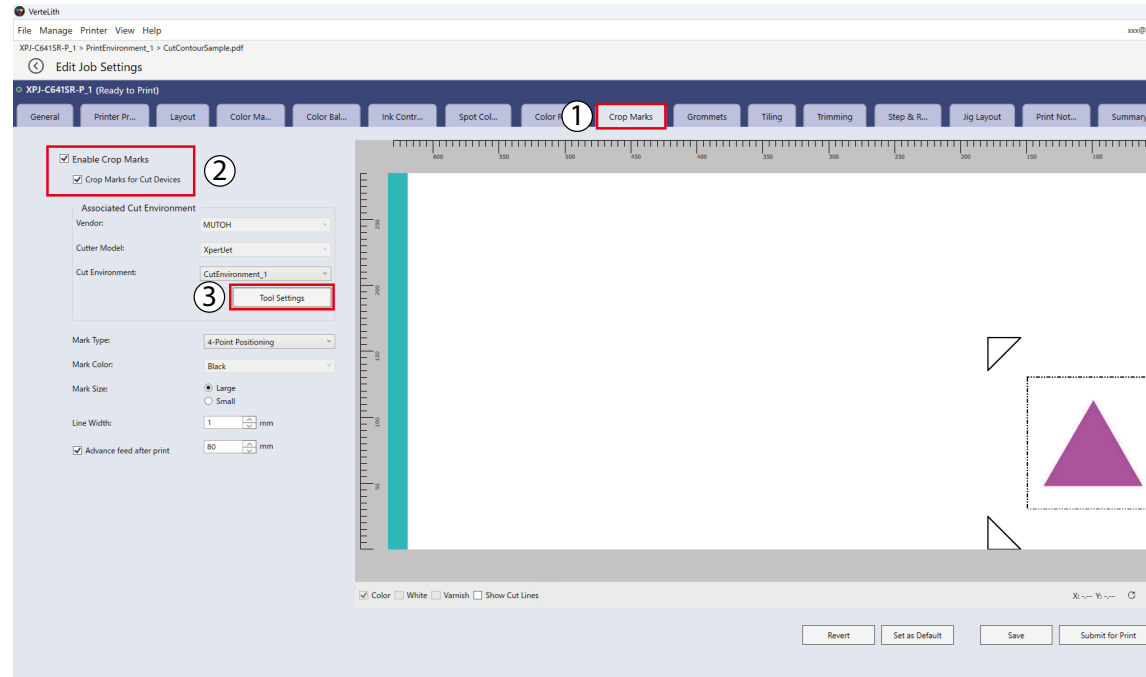 VerteLith
File Manage Printer View Help
xxx@
XPJ-C641SR-P_1 > PrintEnvironment_1 > CutContourSample.pdf
Edit Job Settings
XPJ-C641SR-P_1 (Ready to Print)
General Printer Pr... Layout Color Ma... Color Bal... Ink Contr... Spot Col... Color R 1 Crop Marks Grommets Tiling Trimming Step & R... Jig Layout Print Not... Summary
600 550 500 450 400 350 300 250 200 150 100
Enable Crop Marks
2
Crop Marks for Cut Devices
Associated Cut Environment
Vendor: MUTOH
Cutter Model: XpertJet
Cut Environment: CutEnvironment_1
3 Tool Settings
250
200
150
100
50
Mark Type: 4-Point Positioning
Mark Color: Black
Mark Size: Large
Small
Line Width: 1 mm
Advance feed after print 80 mm
Color White Varnish Show Cut Lines
X: -.-- Y: -.--
Revert Set as Default Save Submit for Print